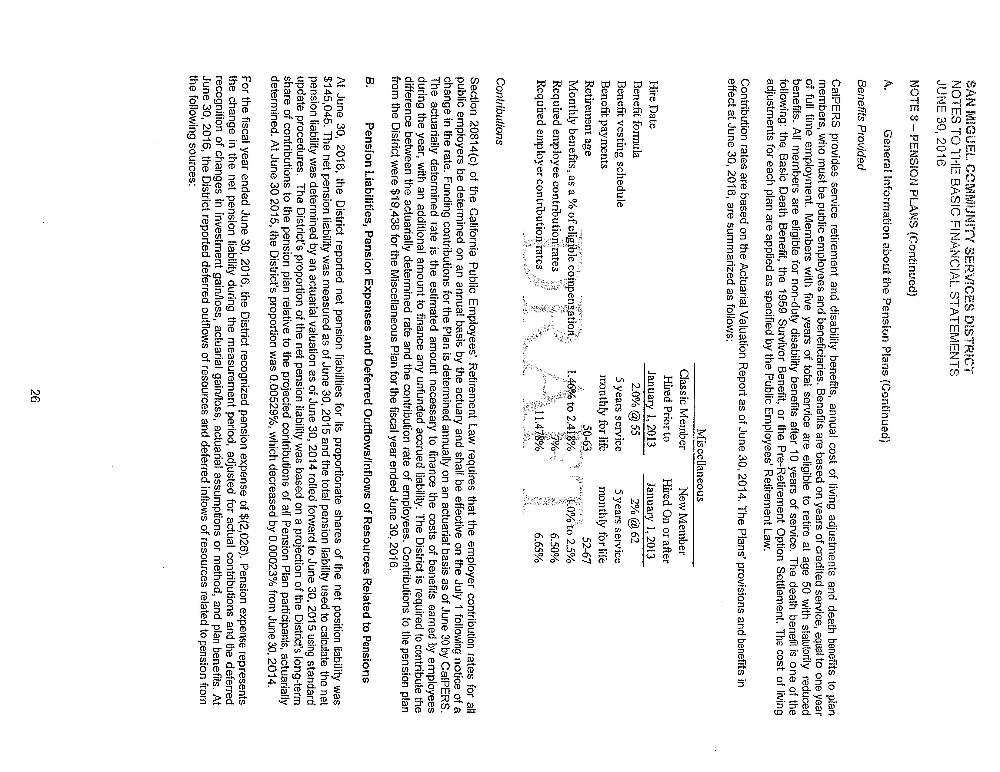 SAN MIGUEL COMMUNITY SERVICES DISTRICT
NOTES TO THE BASIC FINANCIAL STATEMENTS
JUNE 30, 2016
NOTE 8 – PENSION PLANS (Continued)
A. General Information about the Pension Plans (Continued)
Benefits Provided
CalPERS provides service retirement and disability benefits, annual cost of living adjustments and death benefits to plan
members, who must be public employees and beneficiaries. Benefits are based on years of credited service, equal to one year
of full time employment. Members with five years of total service are eligible to retire at age 50 with statutorily reduced
benefits. All members are eligible for non-duty disability benefits after 10 years of service. The death benefit is one of the
following: the Basic Death Benefit, the 1959 Survivor Benefit, or the Pre-Retirement Option Settlement. The cost of living
adjustments for each plan are applied as specified by the Public Employees' Retirement Law.
Contribution rates are based on the Actuarial Valuation Report as of June 30, 2014. The Plans' provisions and benefits in
effect at June 30, 2016, are summarized as follows:
Miscellaneous
Classic Member New Member
Hired Prior to Hired On or after
Hire Date January 1, 2013 January 1, 2013
Benefit formula 2.0% @ 55 2% @ 62
Benefit vesting schedule 5 years service 5 years service
Benefit payments monthly for life monthly for life
Retirement age 50-63 52-67
Monthly benefits, as a % of eligible compensation 1.46% to 2.418% 1.0% to 2.5%
Required employee contribution rates 7% 6.50%
Required employer contribution rates 11.478% 6.65%
DRAFT
Contributions
Section 20814(c) of the California Public Employees' Retirement Law requires that the employer contribution rates for all
public employers be determined on an annual basis by the actuary and shall be effective on the July 1 following notice of a
change in the rate. Funding contributions for the Plan is determined annually on an actuarial basis as of June 30 by CalPERS.
The actuarially determined rate is the estimated amount necessary to finance the costs of benefits earned by employees
during the year, with an additional amount to finance any unfunded accrued liability. The District is required to contribute the
difference between the actuarially determined rate and the contribution rate of employees. Contributions to the pension plan
from the District were $19,438 for the Miscellaneous Plan for the fiscal year ended June 30, 2016.
B. Pension Liabilities, Pension Expenses and Deferred Outflows/Inflows of Resources Related to Pensions
At June 30, 2016, the District reported net pension liabilities for its proportionate shares of the net position liability was
$145,045. The net pension liability was measured as of June 30, 2015 and the total pension liability used to calculate the net
pension liability was determined by an actuarial valuation as of June 30, 2014 rolled forward to June 30, 2015 using standard
update procedures. The District's proportion of the net pension liability was based on a projection of the District's long-term
share of contributions to the pension plan relative to the projected contributions of all Pension Plan participants, actuarially
determined. At June 30 2015, the District's proportion was 0.00529%, which decreased by 0.00023% from June 30, 2014.
For the fiscal year ended June 30, 2016, the District recognized pension expense of $(2,026). Pension expense represents
the change in the net pension liability during the measurement period, adjusted for actual contributions and the deferred
recognition of changes in investment gain/loss, actuarial gain/loss, actuarial assumptions or method, and plan benefits. At
June 30, 2016, the District reported deferred outflows of resources and deferred inflows of resources related to pension from
the following sources:
26